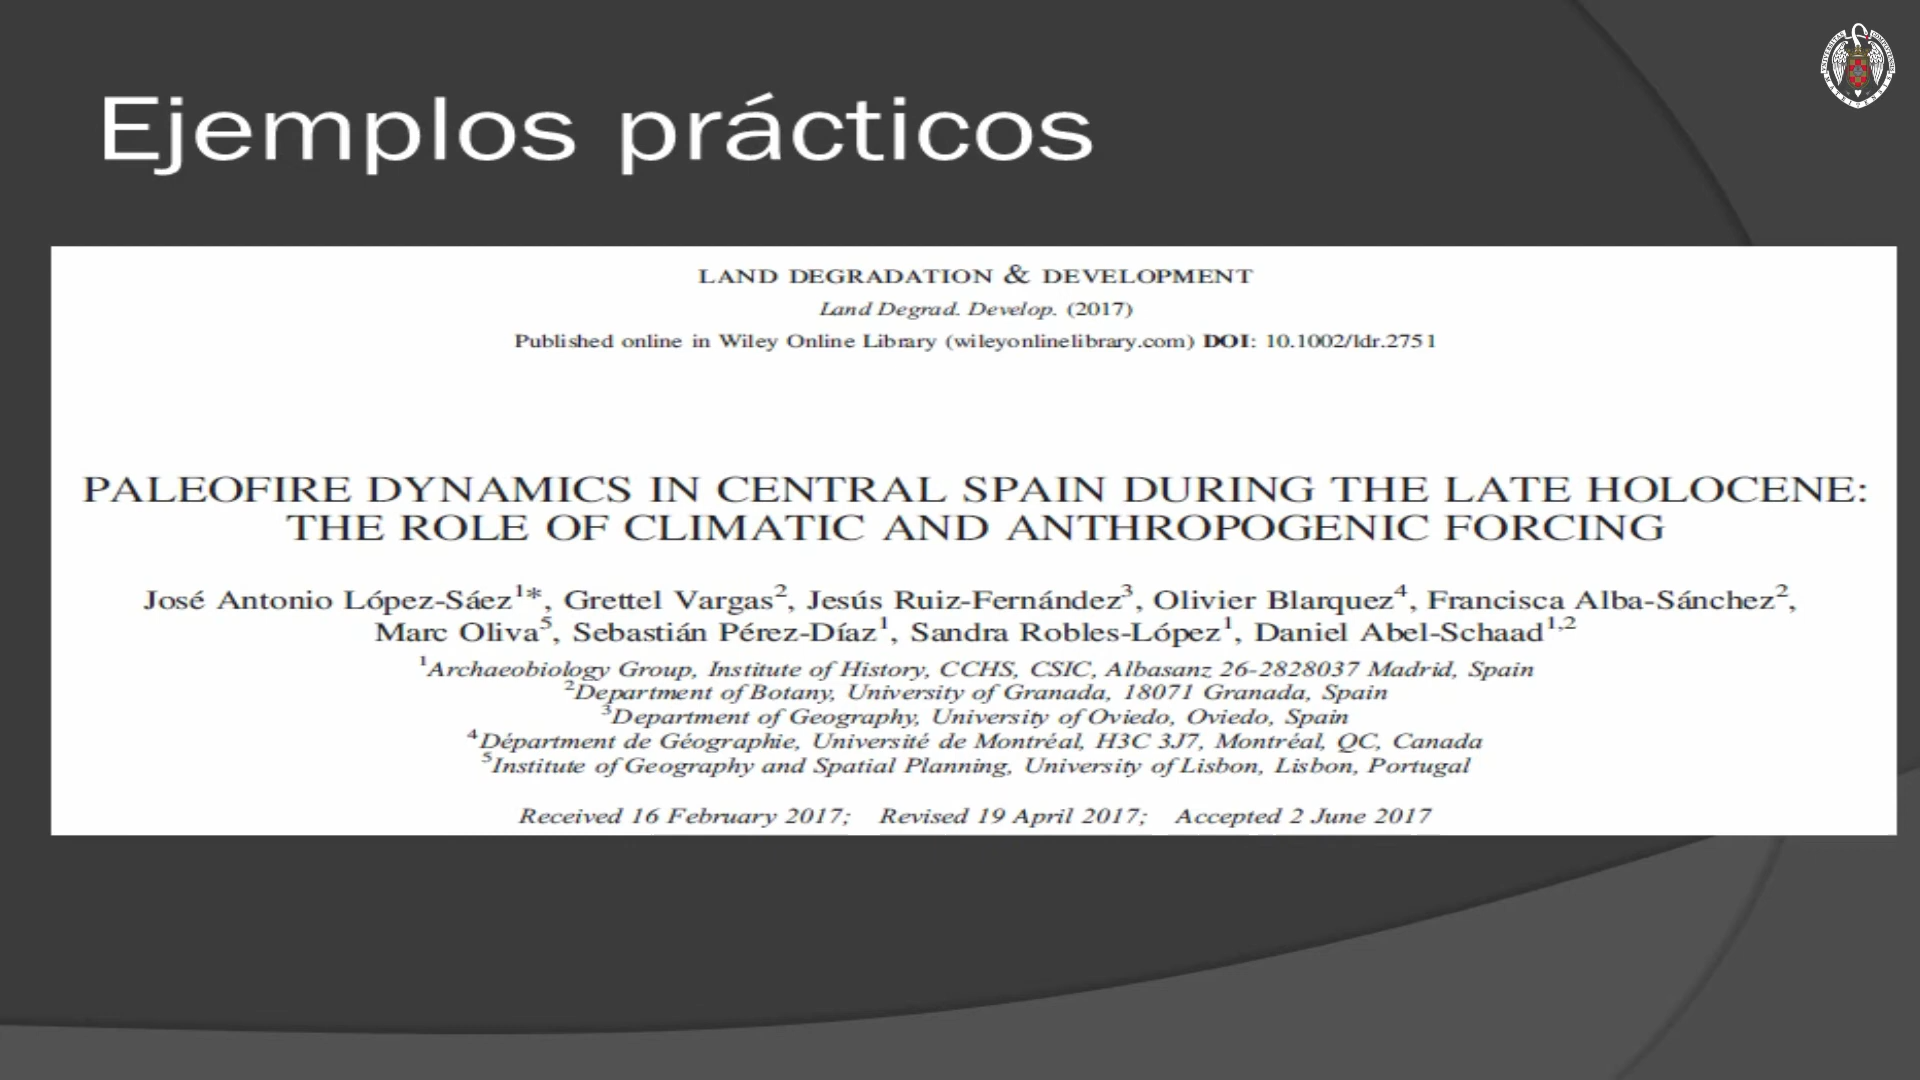 Ejemplos prácticos
LAND DEGRADATION & DEVELOPMENT
Land Degrad. Develop. (2017)
Published online in Wiley Online Library (wileyonlinelibrary.com) DOI: 10.1002/ldr.2751
PALEOFIRE DYNAMICS IN CENTRAL SPAIN DURING THE LATE HOLOCENE:
THE ROLE OF CLIMATIC AND ANTHROPOGENIC FORCING
José Antonio López-Sáez1*, Grettel Vargas2, Jesús Ruiz-Fernández3, Olivier Blarquez4, Francisca Alba-Sánchez2,
Marc Oliva5, Sebastián Pérez-Díaz1, Sandra Robles-López1, Daniel Abel-Schaad1,2
1Archaeobiology Group, Institute of History, CCHS, CSIC, Albasanz 26-2828037 Madrid, Spain
2Department of Botany, University of Granada, 18071 Granada, Spain
3Department of Geography, University of Oviedo, Oviedo, Spain
4Départment de Géographie, Université de Montréal, H3C 3J7, Montréal, QC, Canada
5Institute of Geography and Spatial Planning, University of Lisbon, Lisbon, Portugal
Received 16 February 2017; Revised 19 April 2017; Accepted 2 June 2017